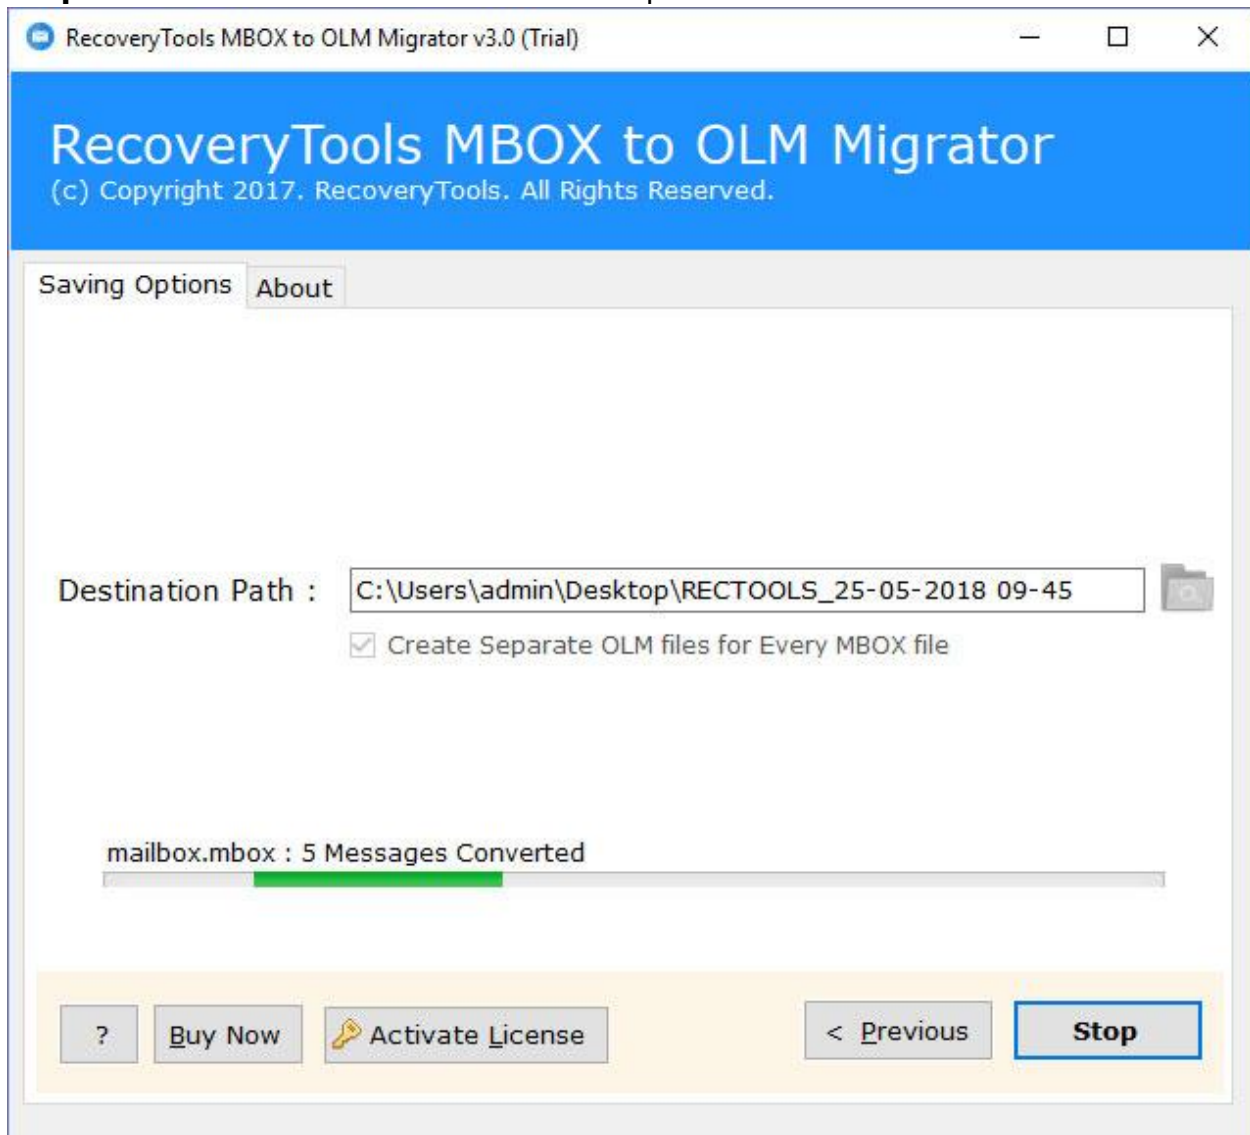 RecoveryTools MBOX to OLM Migrator v3.0 (Trial)
RecoveryTools MBOX to OLM Migrator
(c) Copyright 2017. RecoveryTools. All Rights Reserved.
Saving Options About
Destination Path : C:\Users\admin\Desktop\RECTOOLS_25-05-2018 09-45
Create Separate OLM files for Every MBOX file
mailbox.mbox : 5 Messages Converted
? Buy Now Activate License < Previous Stop